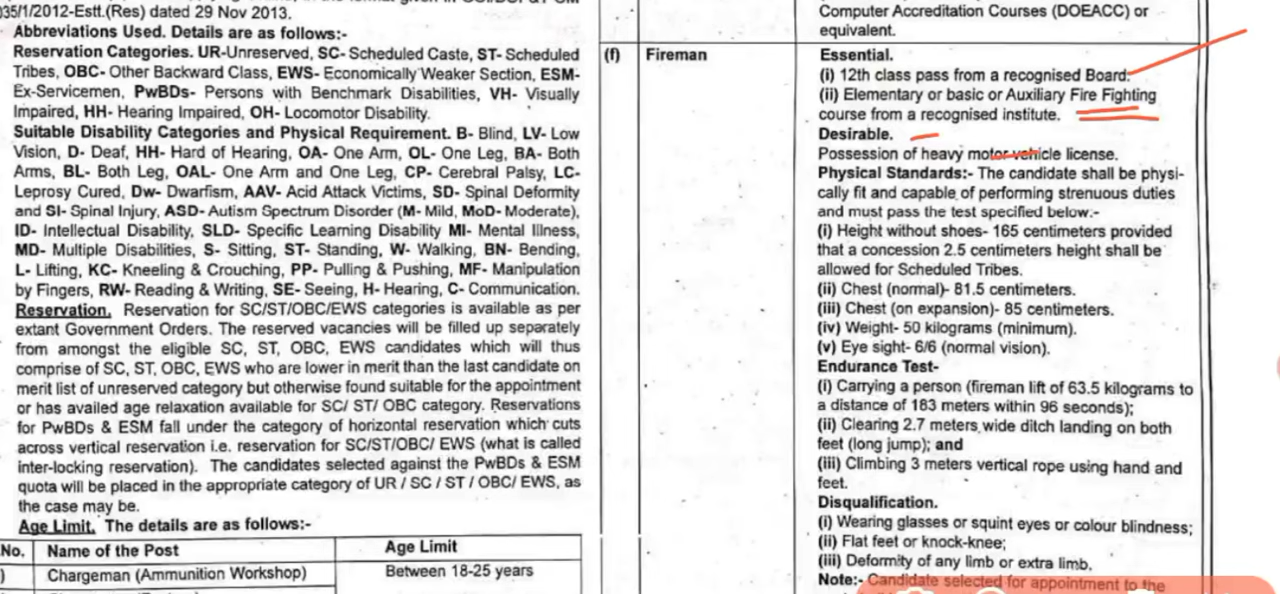 035/1/2012-Estt.(Res) dated 29 Nov 2013.
Abbreviations Used. Details are as follows:-
Reservation Categories. UR-Unreserved, SC- Scheduled Caste, ST- Scheduled
Tribes, OBC- Other Backward Class, EWS- Economically Weaker Section, ESM-
Ex-Servicemen, PwBDs- Persons with Benchmark Disabilities, VH- Visually
Impaired, HH- Hearing Impaired, OH- Locomotor Disability.
Suitable Disability Categories and Physical Requirement. B- Blind, LV- Low
Vision, D- Deaf, HH- Hard of Hearing, OA- One Arm, OL- One Leg, BA- Both
Arms, BL- Both Leg, OAL- One Arm and One Leg, CP- Cerebral Palsy, LC-
Leprosy Cured, Dw- Dwarfism, AAV- Acid Attack Victims, SD- Spinal Deformity
and SI- Spinal Injury, ASD- Autism Spectrum Disorder (M- Mild, MoD- Moderate),
ID- Intellectual Disability, SLD- Specific Learning Disability MI- Mental Illness,
MD- Multiple Disabilities, S- Sitting, ST- Standing, W- Walking, BN- Bending,
L- Lifting, KC- Kneeling & Crouching, PP- Pulling & Pushing, MF- Manipulation
by Fingers, RW- Reading & Writing, SE- Seeing, H- Hearing, C- Communication.
Reservation. Reservation for SC/ST/OBC/EWS categories is available as per
extant Government Orders. The reserved vacancies will be filled up separately
from amongst the eligible SC, ST, OBC, EWS candidates which will thus
comprise of SC, ST, OBC, EWS who are lower in merit than the last candidate on
merit list of unreserved category but otherwise found suitable for the appointment
or has availed age relaxation available for SC/ ST/ OBC category. Reservations
for PwBDs & ESM fall under the category of horizontal reservation which cuts
across vertical reservation i.e. reservation for SC/ST/OBC/ EWS (what is called
inter-locking reservation). The candidates selected against the PwBDs & ESM
quota will be placed in the appropriate category of UR / SC / ST / OBC/ EWS, as
the case may be.
Age Limit. The details are as follows:-
No. Name of the Post Age Limit
) Chargeman (Ammunition Workshop) Between 18-25 years
Computer Accreditation Courses (DOEACC) or
equivalent.
(f) Fireman Essential.
(i) 12th class pass from a recognised Board.
(ii) Elementary or basic or Auxiliary Fire Fighting
course from a recognised institute.
Desirable.
Possession of heavy motor vehicle license.
Physical Standards:- The candidate shall be physi-
cally fit and capable of performing strenuous duties
and must pass the test specified below:-
(i) Height without shoes- 165 centimeters provided
that a concession 2.5 centimeters height shall be
allowed for Scheduled Tribes.
(ii) Chest (normal)- 81.5 centimeters.
(iii) Chest (on expansion)- 85 centimeters.
(iv) Weight- 50 kilograms (minimum).
(v) Eye sight- 6/6 (normal vision).
Endurance Test-
(i) Carrying a person (fireman lift of 63.5 kilograms to
a distance of 183 meters within 96 seconds);
(ii) Clearing 2.7 meters wide ditch landing on both
feet (long jump); and
(iii) Climbing 3 meters vertical rope using hand and
feet.
Disqualification.
(i) Wearing glasses or squint eyes or colour blindness;
(ii) Flat feet or knock-knee;
(iii) Deformity of any limb or extra limb.
Note:- Candidate selected for appointment to the